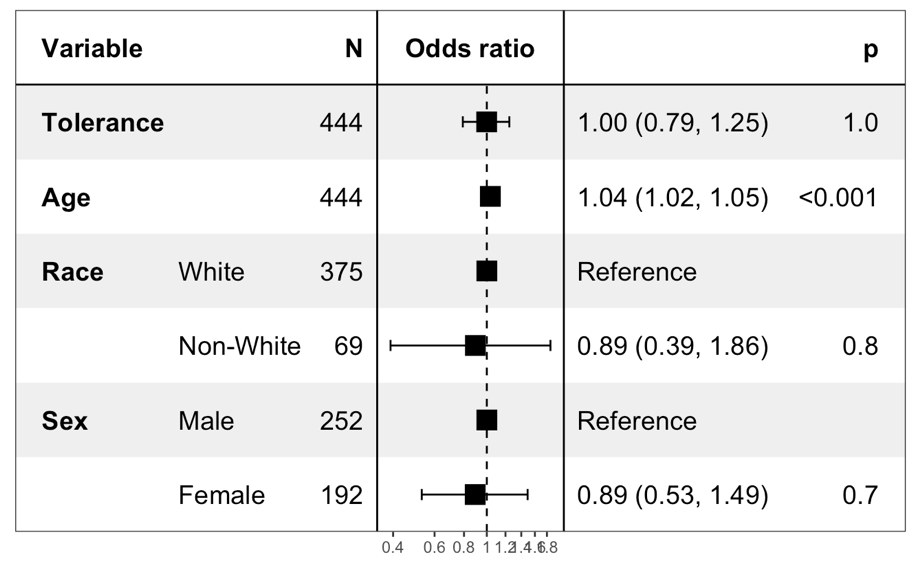 Variable N Odds ratio p
Tolerance 444 1.00 (0.79, 1.25) 1.0
Age 444 1.04 (1.02, 1.05) <0.001
Race White 375 Reference
Non-White 69 0.89 (0.39, 1.86) 0.8
Sex Male 252 Reference
Female 192 0.89 (0.53, 1.49) 0.7
0.4 0.6 0.8 1 1.2 1.4 1.6 1.8